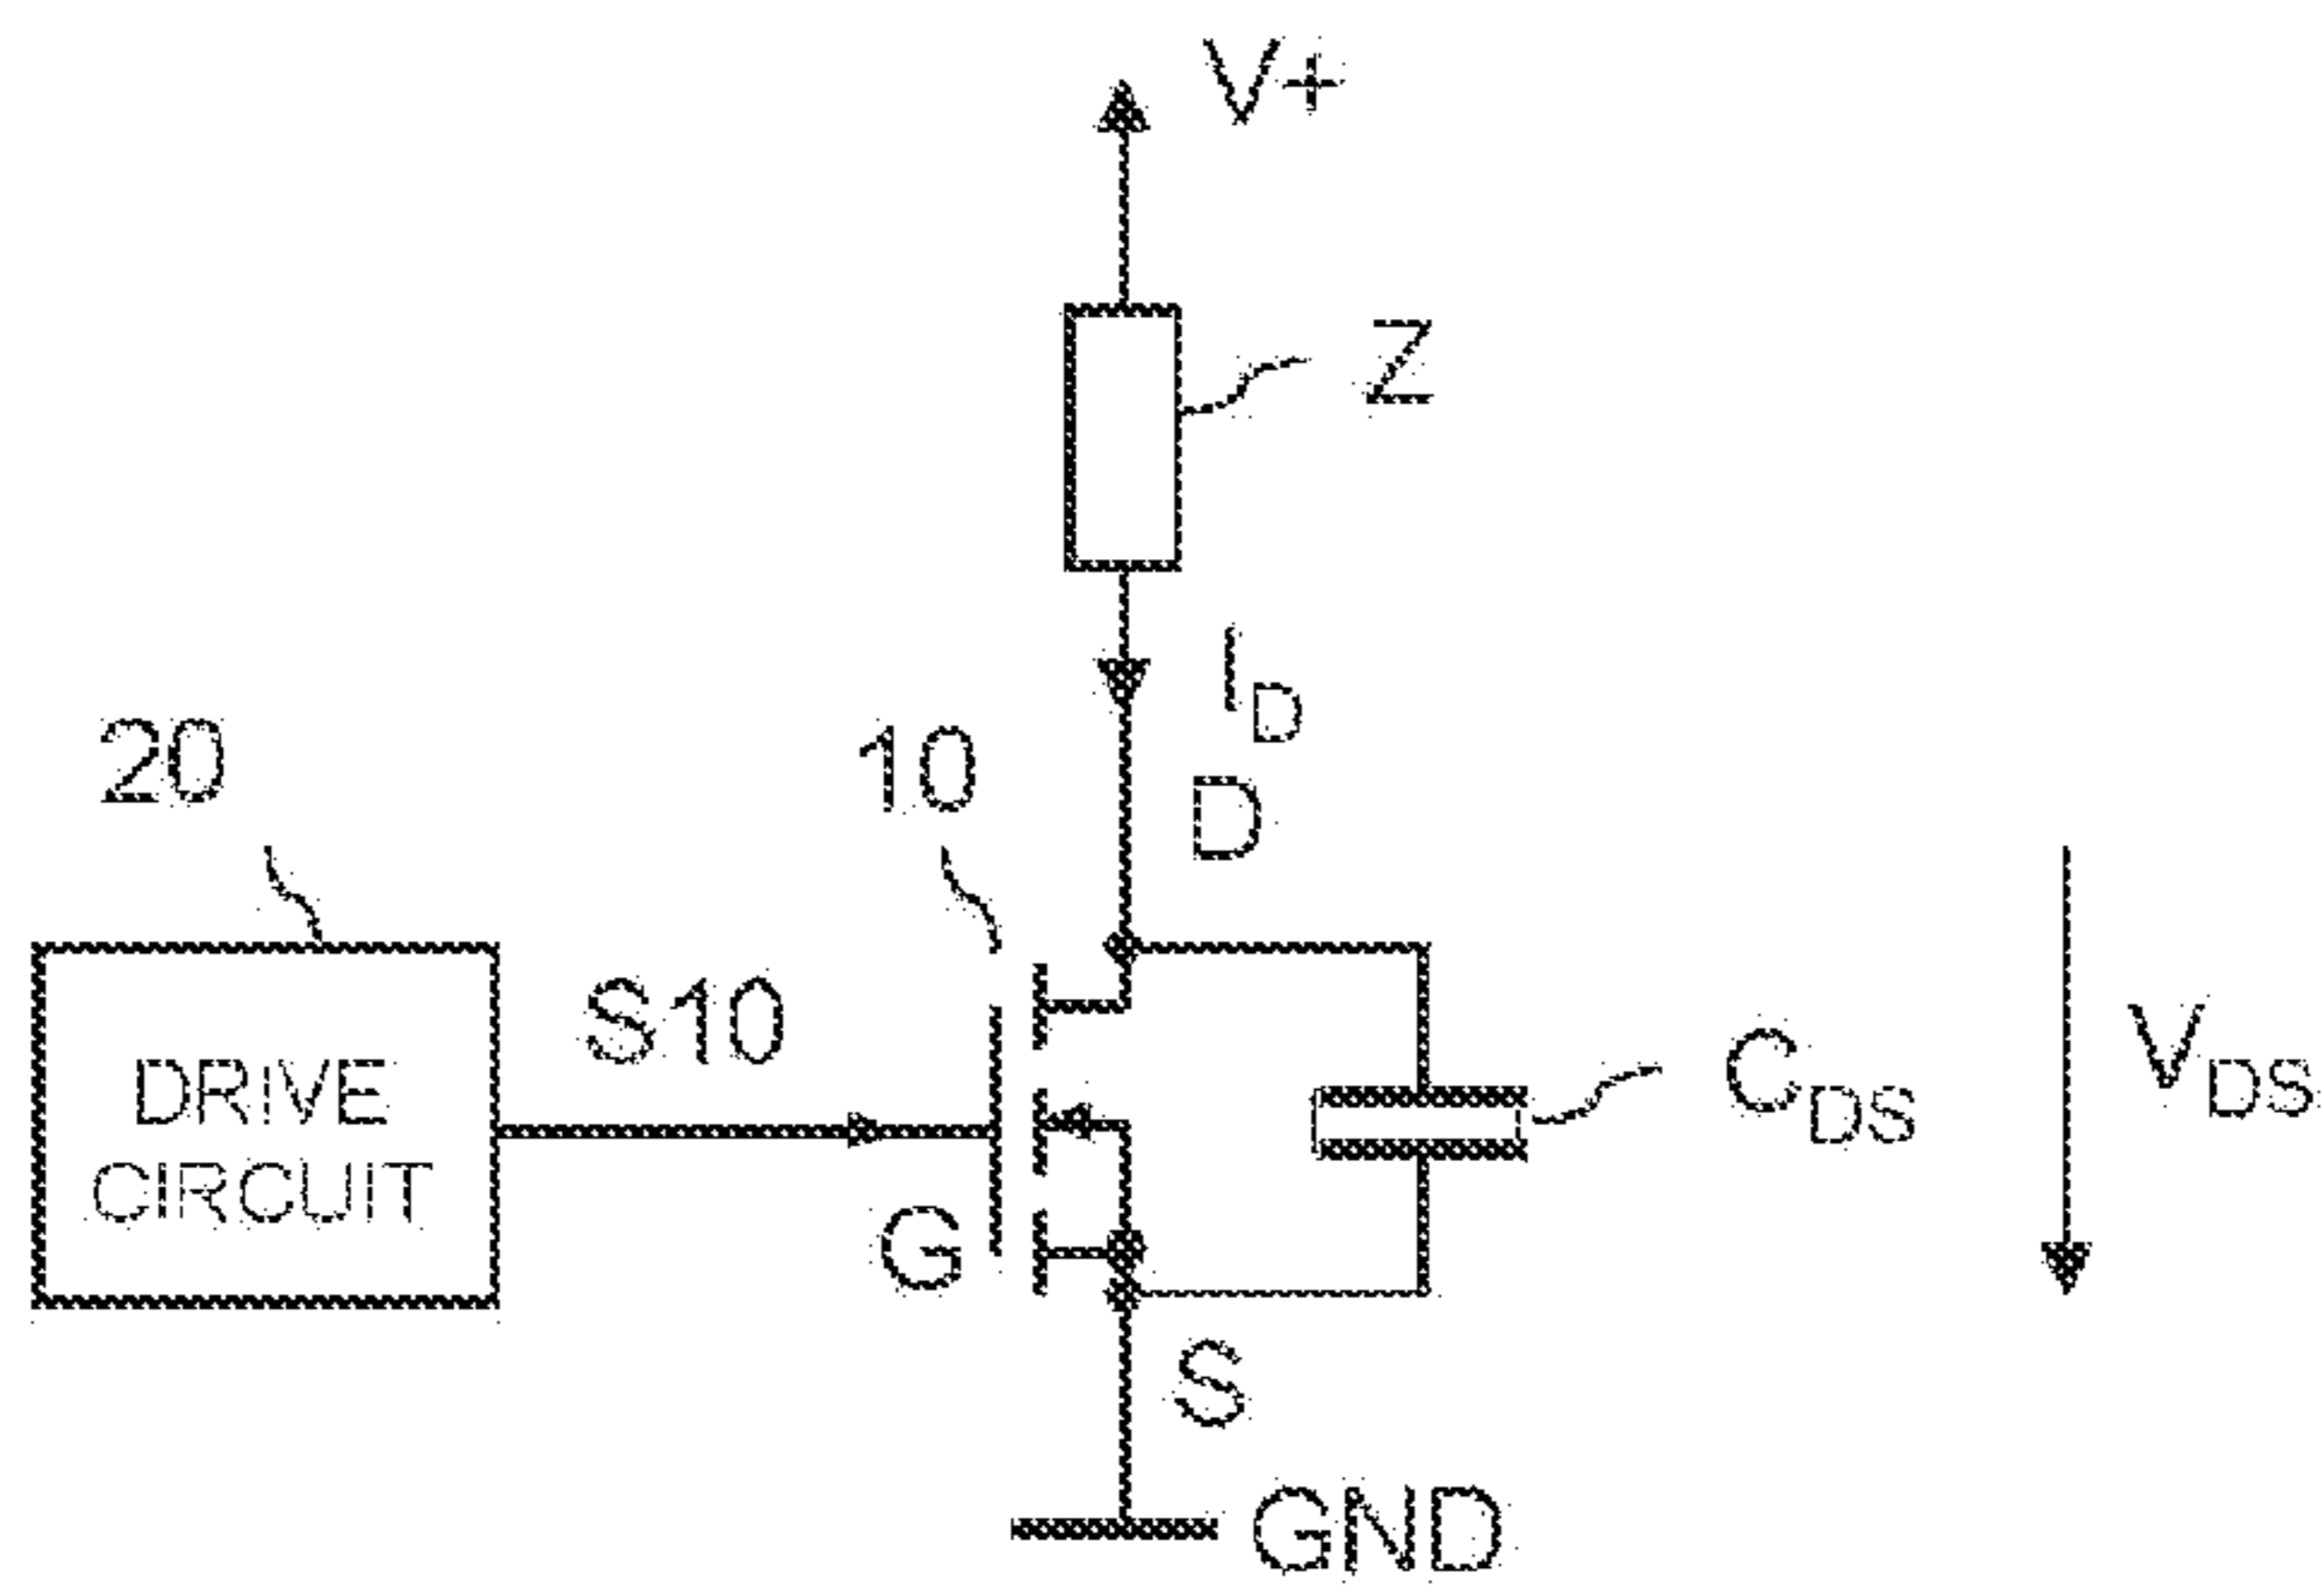 V+
Z
I_D
20
10
D
S10
DRIVE
CIRCUIT
C_DS
V_DS
G
S
GND